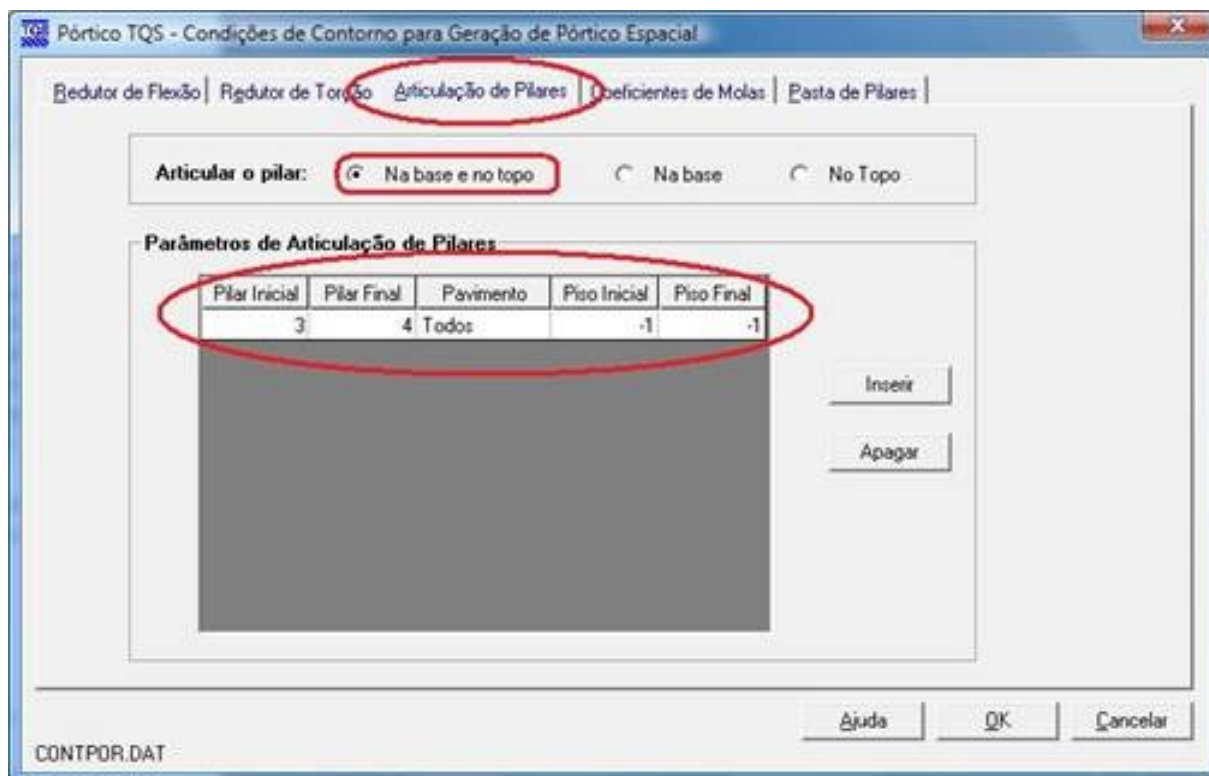 TQS Pórtico TQS - Condições de Contorno para Geração de Pórtico Espacial
Redutor de Flexão Redutor de Torção Articulação de Pilares Coeficientes de Molas Pasta de Pilares
Articular o pilar: Na base e no topo Na base No Topo
Parâmetros de Articulação de Pilares
Pilar Inicial Pilar Final Pavimento Piso Inicial Piso Final
3 4 Todos -1 -1
Inserir
Apagar
Ajuda OK Cancelar
CONTPOR.DAT